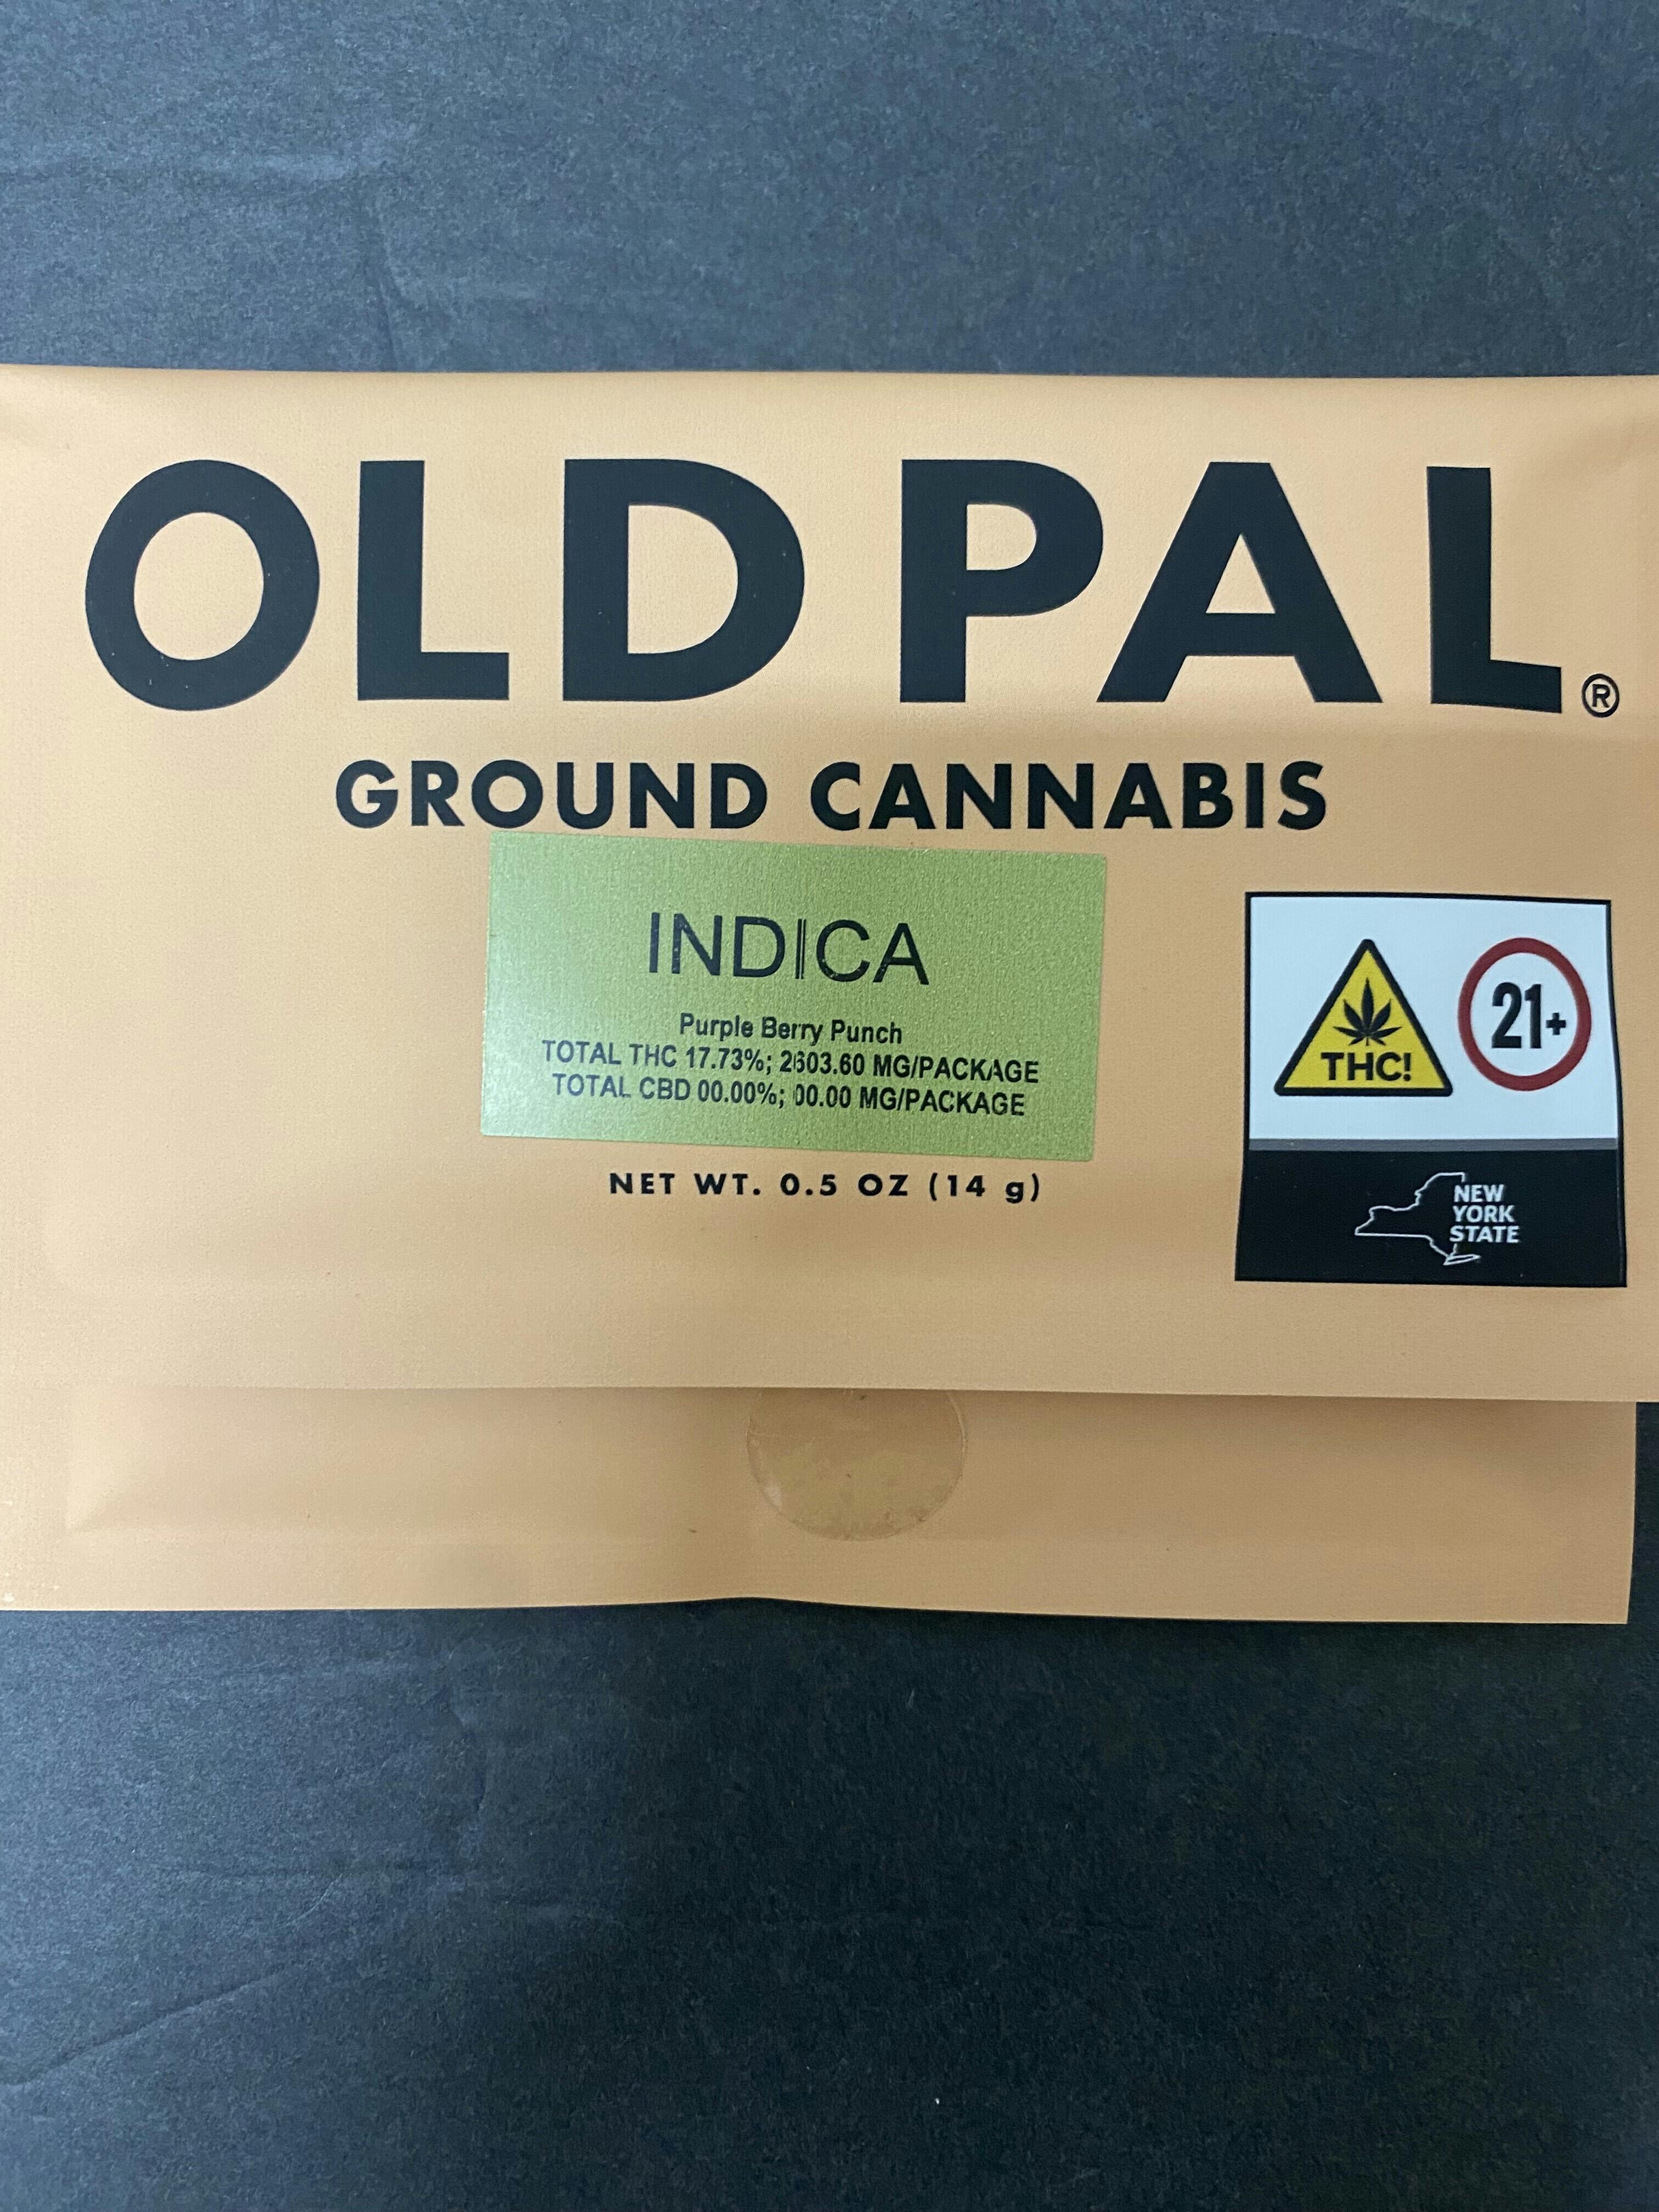 OLD PAL®
GROUND CANNABIS
INDICA
Purple Berry Punch
TOTAL THC 17.73%; 2603.60 MG/PACKAGE
TOTAL CBD 00.00%; 00.00 MG/PACKAGE
NET WT. 0.5 OZ (14 g)
THC!
21+
NEW
YORK
STATE